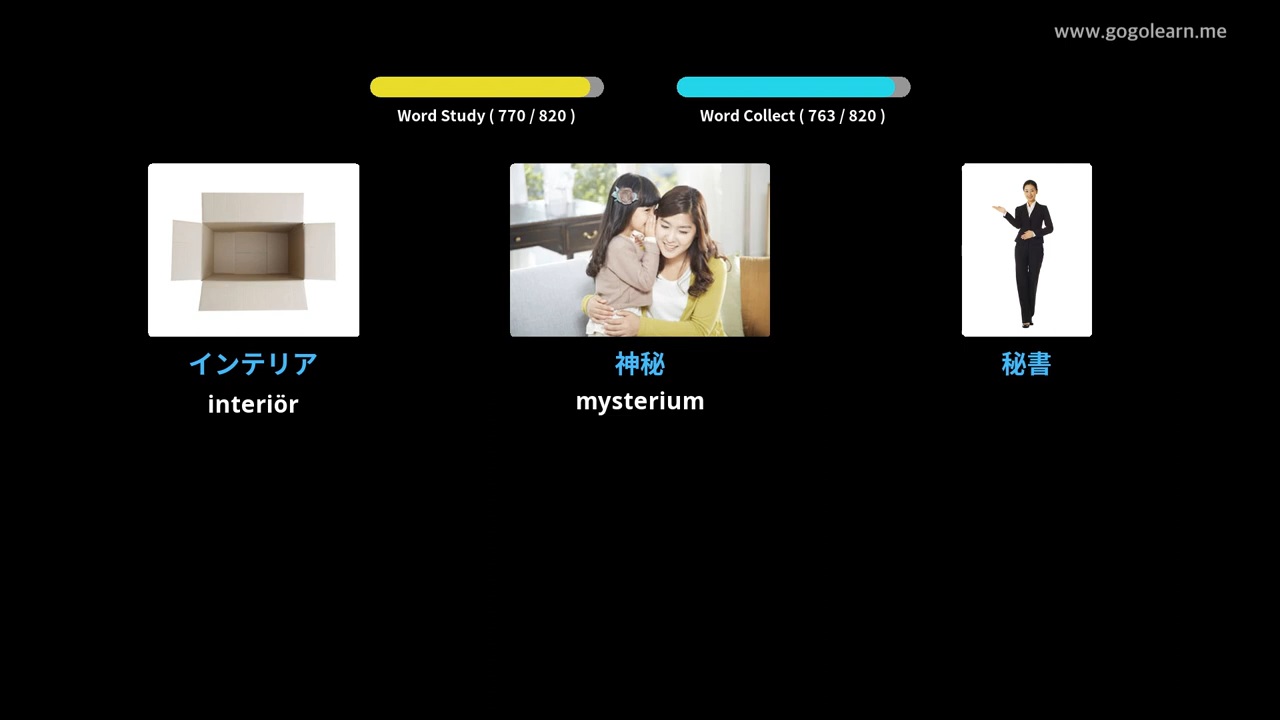 www.gogolearn.me
Word Study ( 770 / 820 )
Word Collect ( 763 / 820 )
インテリア
interiör
神秘
mysterium
秘書